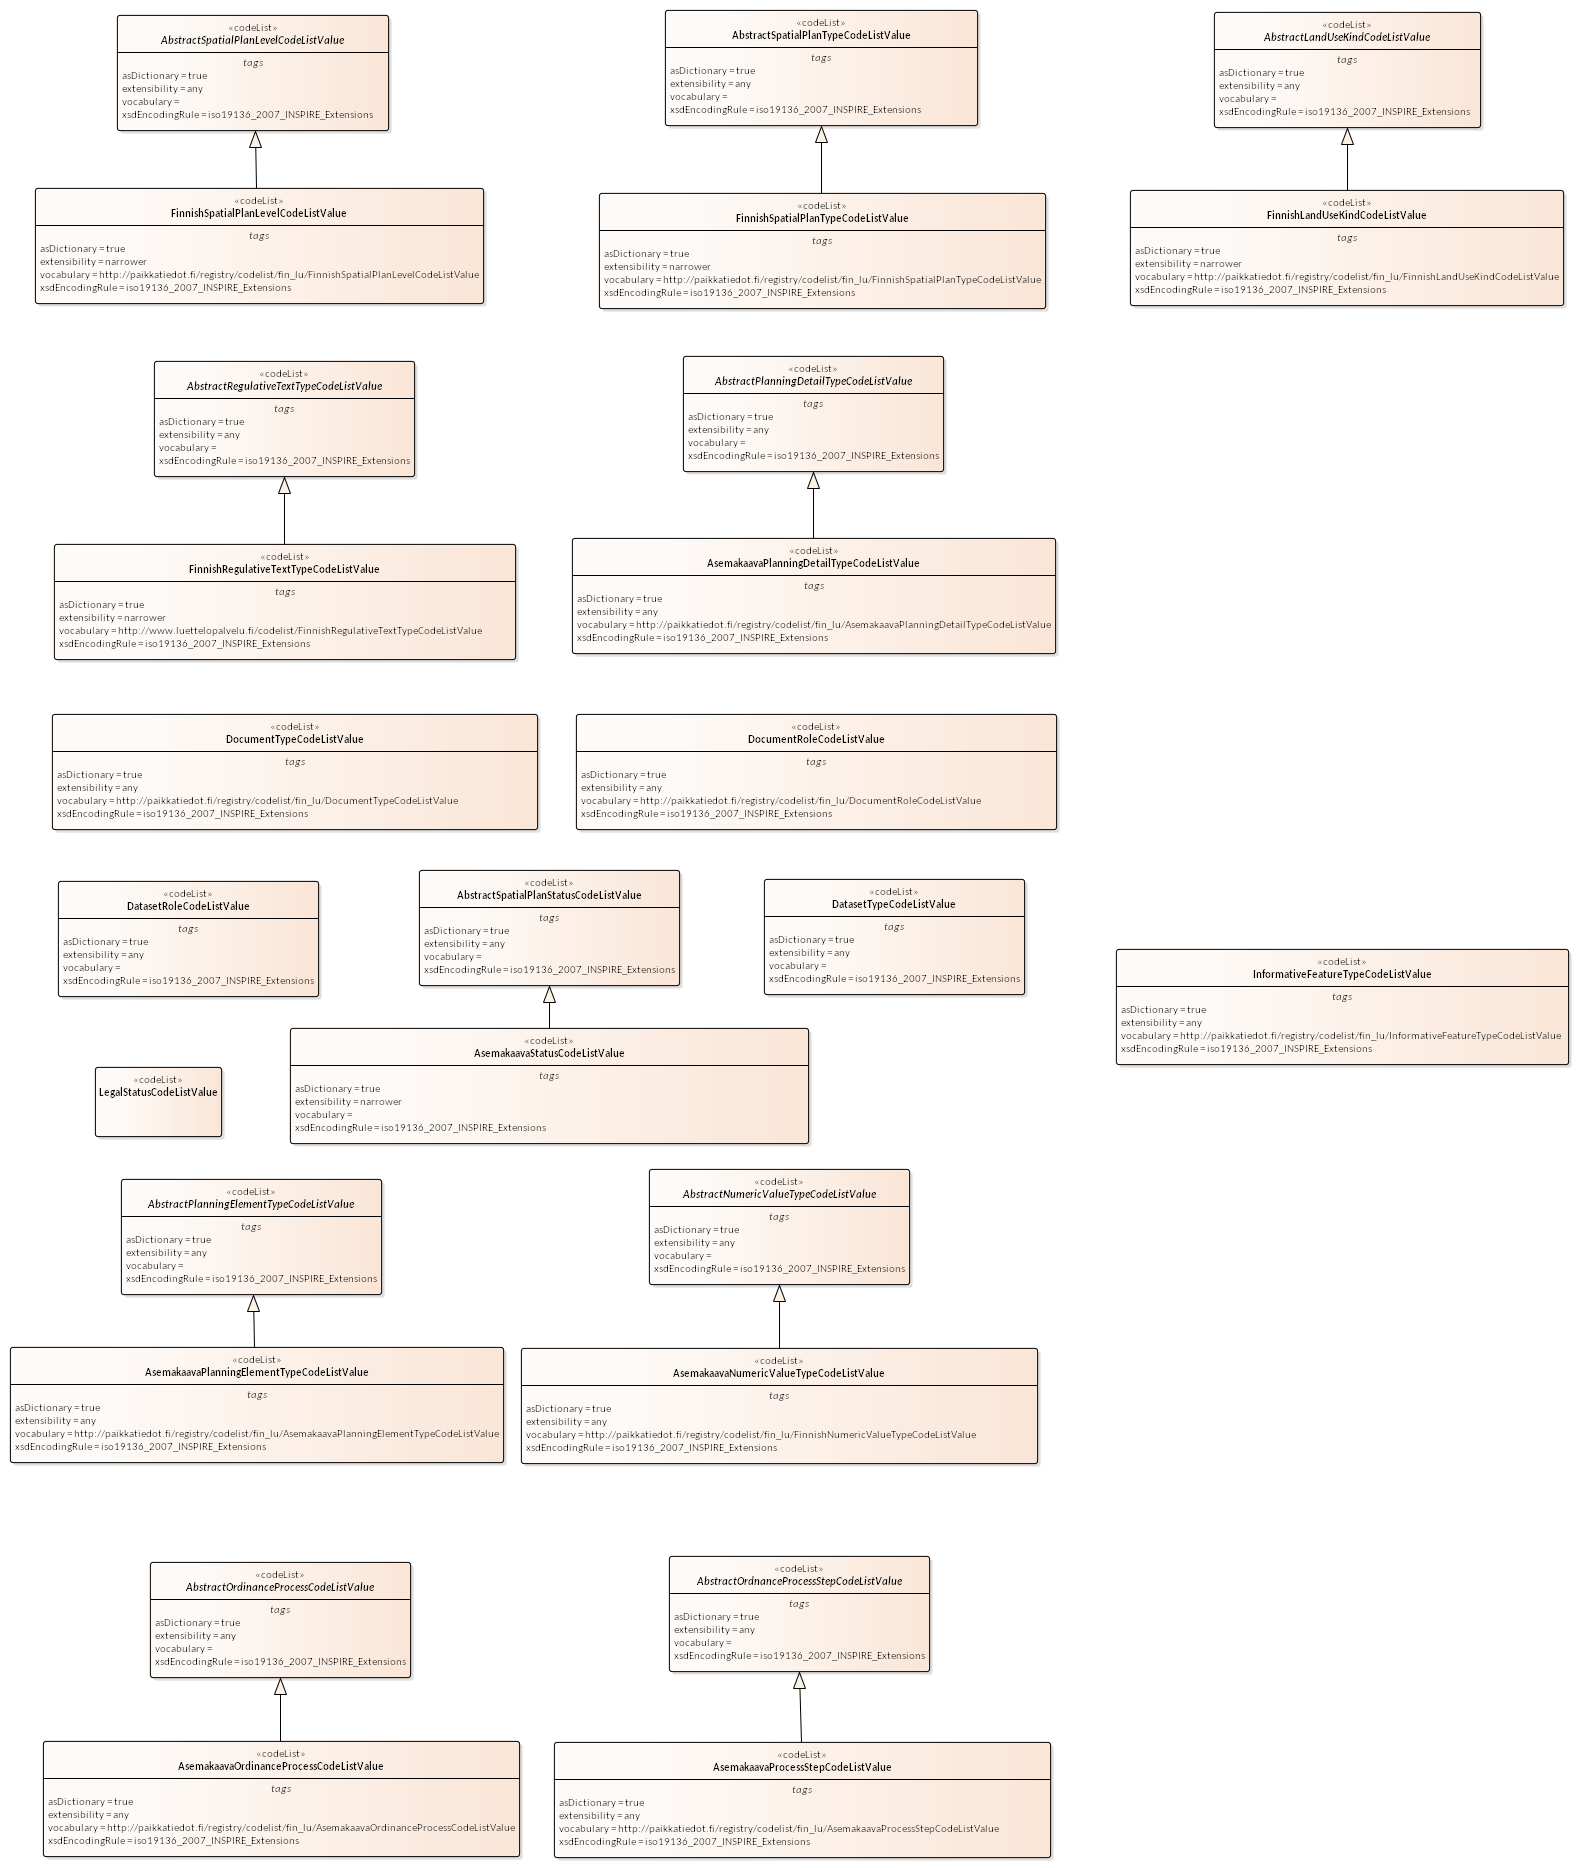 «codeList»
AbstractSpatialPlanLevelCodeListValue
tags
asDictionary = true
extensibility = any
vocabulary =
xsdEncodingRule = iso19136_2007_INSPIRE_Extensions
«codeList»
AbstractSpatialPlanTypeCodeListValue
tags
asDictionary = true
extensibility = any
vocabulary =
xsdEncodingRule = iso19136_2007_INSPIRE_Extensions
«codeList»
AbstractLandUseKindCodeListValue
tags
asDictionary = true
extensibility = any
vocabulary =
xsdEncodingRule = iso19136_2007_INSPIRE_Extensions
«codeList»
FinnishSpatialPlanLevelCodeListValue
tags
asDictionary = true
extensibility = narrower
vocabulary = http://paikkatiedot.fi/registry/codelist/fin_lu/FinnishSpatialPlanLevelCodeListValue
xsdEncodingRule = iso19136_2007_INSPIRE_Extensions
«codeList»
FinnishSpatialPlanTypeCodeListValue
tags
asDictionary = true
extensibility = narrower
vocabulary = http://paikkatiedot.fi/registry/codelist/fin_lu/FinnishSpatialPlanTypeCodeListValue
xsdEncodingRule = iso19136_2007_INSPIRE_Extensions
«codeList»
FinnishLandUseKindCodeListValue
tags
asDictionary = true
extensibility = narrower
vocabulary = http://paikkatiedot.fi/registry/codelist/fin_lu/FinnishLandUseKindCodeListValue
xsdEncodingRule = iso19136_2007_INSPIRE_Extensions
«codeList»
AbstractRegulativeTextTypeCodeListValue
tags
asDictionary = true
extensibility = any
vocabulary =
xsdEncodingRule = iso19136_2007_INSPIRE_Extensions
«codeList»
AbstractPlanningDetailTypeCodeListValue
tags
asDictionary = true
extensibility = any
vocabulary =
xsdEncodingRule = iso19136_2007_INSPIRE_Extensions
«codeList»
FinnishRegulativeTextTypeCodeListValue
tags
asDictionary = true
extensibility = narrower
vocabulary = http://www.luettelopalvelu.fi/codelist/FinnishRegulativeTextTypeCodeListValue
xsdEncodingRule = iso19136_2007_INSPIRE_Extensions
«codeList»
AsemakaavaPlanningDetailTypeCodeListValue
tags
asDictionary = true
extensibility = any
vocabulary = http://paikkatiedot.fi/registry/codelist/fin_lu/AsemakaavaPlanningDetailTypeCodeListValue
xsdEncodingRule = iso19136_2007_INSPIRE_Extensions
«codeList»
DocumentTypeCodeListValue
tags
asDictionary = true
extensibility = any
vocabulary = http://paikkatiedot.fi/registry/codelist/fin_lu/DocumentTypeCodeListValue
xsdEncodingRule = iso19136_2007_INSPIRE_Extensions
«codeList»
DocumentRoleCodeListValue
tags
asDictionary = true
extensibility = any
vocabulary = http://paikkatiedot.fi/registry/codelist/fin_lu/DocumentRoleCodeListValue
xsdEncodingRule = iso19136_2007_INSPIRE_Extensions
«codeList»
DatasetRoleCodeListValue
tags
asDictionary = true
extensibility = any
vocabulary =
xsdEncodingRule = iso19136_2007_INSPIRE_Extensions
«codeList»
AbstractSpatialPlanStatusCodeListValue
tags
asDictionary = true
extensibility = any
vocabulary =
xsdEncodingRule = iso19136_2007_INSPIRE_Extensions
«codeList»
DatasetTypeCodeListValue
tags
asDictionary = true
extensibility = any
vocabulary =
xsdEncodingRule = iso19136_2007_INSPIRE_Extensions
«codeList»
InformativeFeatureTypeCodeListValue
tags
asDictionary = true
extensibility = any
vocabulary = http://paikkatiedot.fi/registry/codelist/fin_lu/InformativeFeatureTypeCodeListValue
xsdEncodingRule = iso19136_2007_INSPIRE_Extensions
«codeList»
LegalStatusCodeListValue
«codeList»
AsemakaavaStatusCodeListValue
tags
asDictionary = true
extensibility = narrower
vocabulary =
xsdEncodingRule = iso19136_2007_INSPIRE_Extensions
«codeList»
AbstractPlanningElementTypeCodeListValue
tags
asDictionary = true
extensibility = any
vocabulary =
xsdEncodingRule = iso19136_2007_INSPIRE_Extensions
«codeList»
AbstractNumericValueTypeCodeListValue
tags
asDictionary = true
extensibility = any
vocabulary =
xsdEncodingRule = iso19136_2007_INSPIRE_Extensions
«codeList»
AsemakaavaPlanningElementTypeCodeListValue
tags
asDictionary = true
extensibility = any
vocabulary = http://paikkatiedot.fi/registry/codelist/fin_lu/AsemakaavaPlanningElementTypeCodeListValue
xsdEncodingRule = iso19136_2007_INSPIRE_Extensions
«codeList»
AsemakaavaNumericValueTypeCodeListValue
tags
asDictionary = true
extensibility = any
vocabulary = http://paikkatiedot.fi/registry/codelist/fin_lu/FinnishNumericValueTypeCodeListValue
xsdEncodingRule = iso19136_2007_INSPIRE_Extensions
«codeList»
AbstractOrdinanceProcessCodeListValue
tags
asDictionary = true
extensibility = any
vocabulary =
xsdEncodingRule = iso19136_2007_INSPIRE_Extensions
«codeList»
AbstractOrdnanceProcessStepCodeListValue
tags
asDictionary = true
extensibility = any
vocabulary =
xsdEncodingRule = iso19136_2007_INSPIRE_Extensions
«codeList»
AsemakaavaOrdinanceProcessCodeListValue
tags
asDictionary = true
extensibility = any
vocabulary = http://paikkatiedot.fi/registry/codelist/fin_lu/AsemakaavaOrdinanceProcessCodeListValue
xsdEncodingRule = iso19136_2007_INSPIRE_Extensions
«codeList»
AsemakaavaProcessStepCodeListValue
tags
asDictionary = true
extensibility = any
vocabulary = http://paikkatiedot.fi/registry/codelist/fin_lu/AsemakaavaProcessStepCodeListValue
xsdEncodingRule = iso19136_2007_INSPIRE_Extensions